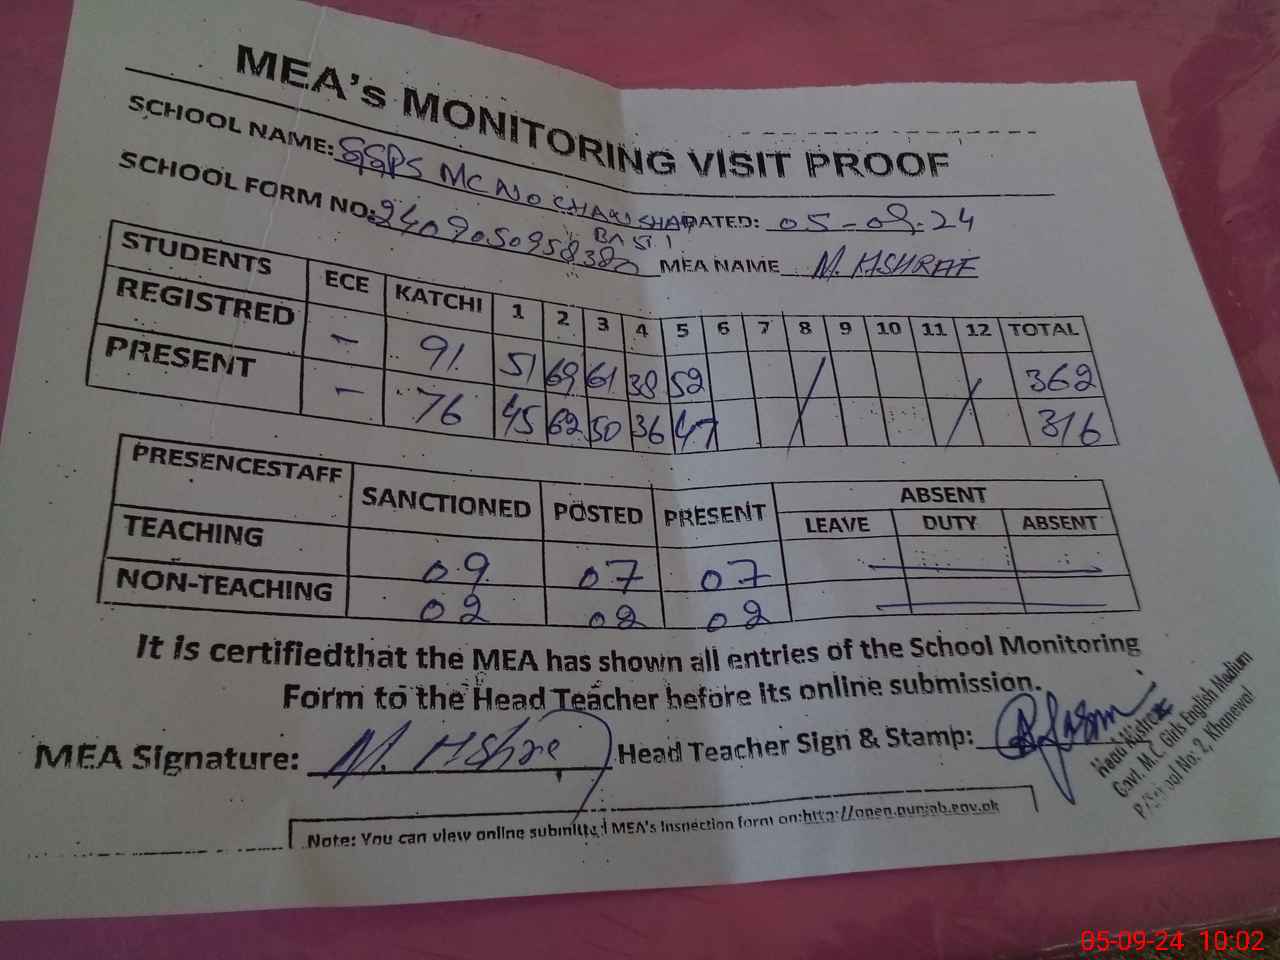 MEA's MONITORING VISIT PROOF
SCHOOL NAME: GGPS MC NO CHAN SHAH BASTI
DATED: 05-09-24
SCHOOL FORM NO:
MEA NAME M. ASHRAF
STUDENTS ECE KATCHI 1 2 3 4 5 6 7 8 9 10 11 12 TOTAL
REGISTRED - 91 51 69 61 38 52 362
PRESENT - 76 45 62 50 36 47 316
PRESENCESTAFF SANCTIONED POSTED PRESENT ABSENT
LEAVE DUTY ABSENT
TEACHING 09 07 07
NON-TEACHING 02 02 02
It is certifiedthat the MEA has shown all entries of the School Monitoring
Form to the Head Teacher before its online submission.
MEA Signature: M. Ashra
Head Teacher Sign & Stamp:
Head Mistress
Govt. M.C. Girls English Medium
P/School No. 2, Khanewal
Note: You can view online submitted MEA's Inspection form on:http://open.punjab.gov.pk
05-09-24 10:02